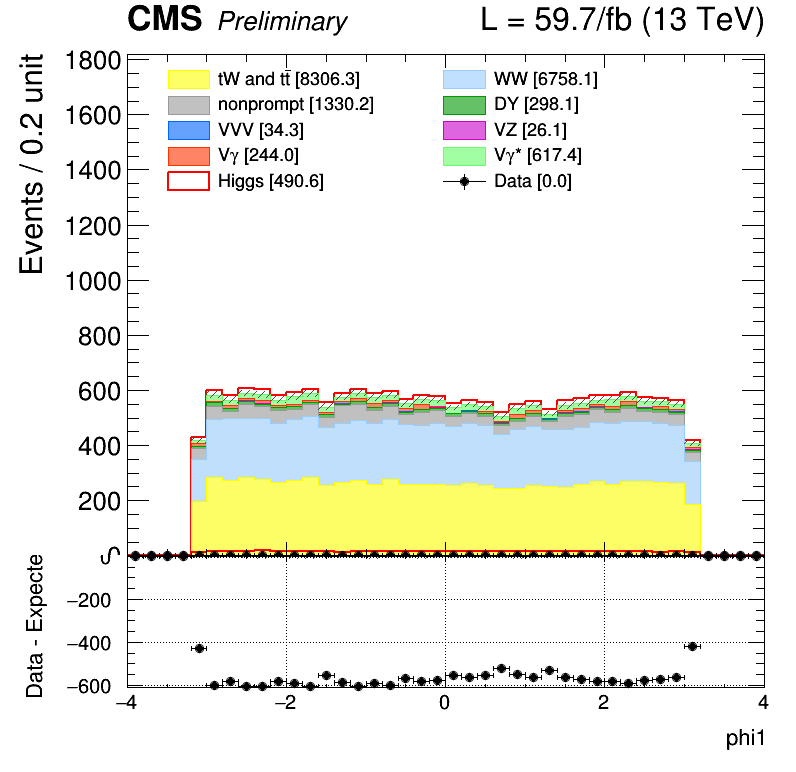 CMS Preliminary L = 59.7/fb (13 TeV)
Events / 0.2 unit
1800
1600
1400
1200
1000
800
600
400
200
0
tW and tt̄ [8306.3]
WW [6758.1]
nonprompt [1330.2]
DY [298.1]
VVV [34.3]
VZ [26.1]
Vγ [244.0]
Vγ* [617.4]
Higgs [490.6]
Data [0.0]
Data - Expecte
−200
−400
−600
−4 −2 0 2 4
phi1